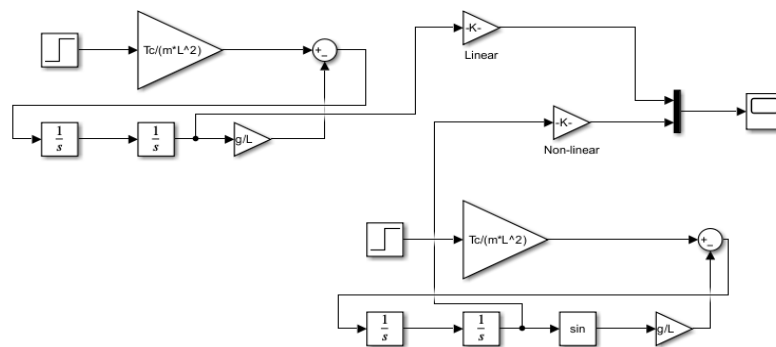 Tc/(m*L^2)
+
-
-K-
Linear
1
s
1
s
g/L
-K-
Non-linear
Tc/(m*L^2)
+
-
1
s
1
s
sin
g/L